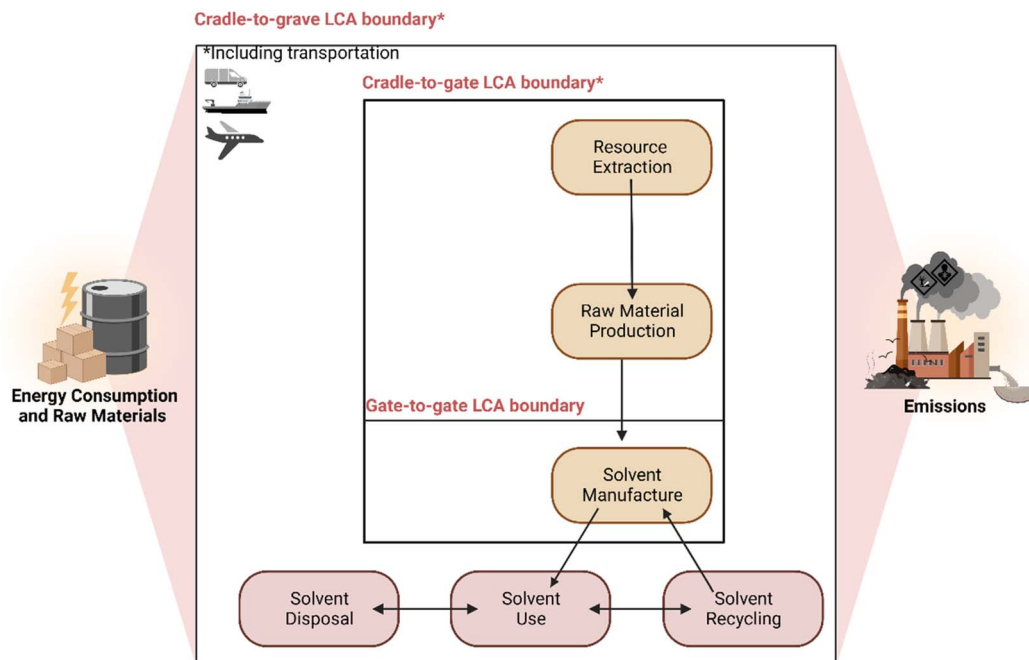 Cradle-to-grave LCA boundary*
*Including transportation
Cradle-to-gate LCA boundary*
Resource
Extraction
Raw Material
Production
Energy Consumption
and Raw Materials
Emissions
Gate-to-gate LCA boundary
Solvent
Manufacture
Solvent
Disposal
Solvent
Use
Solvent
Recycling